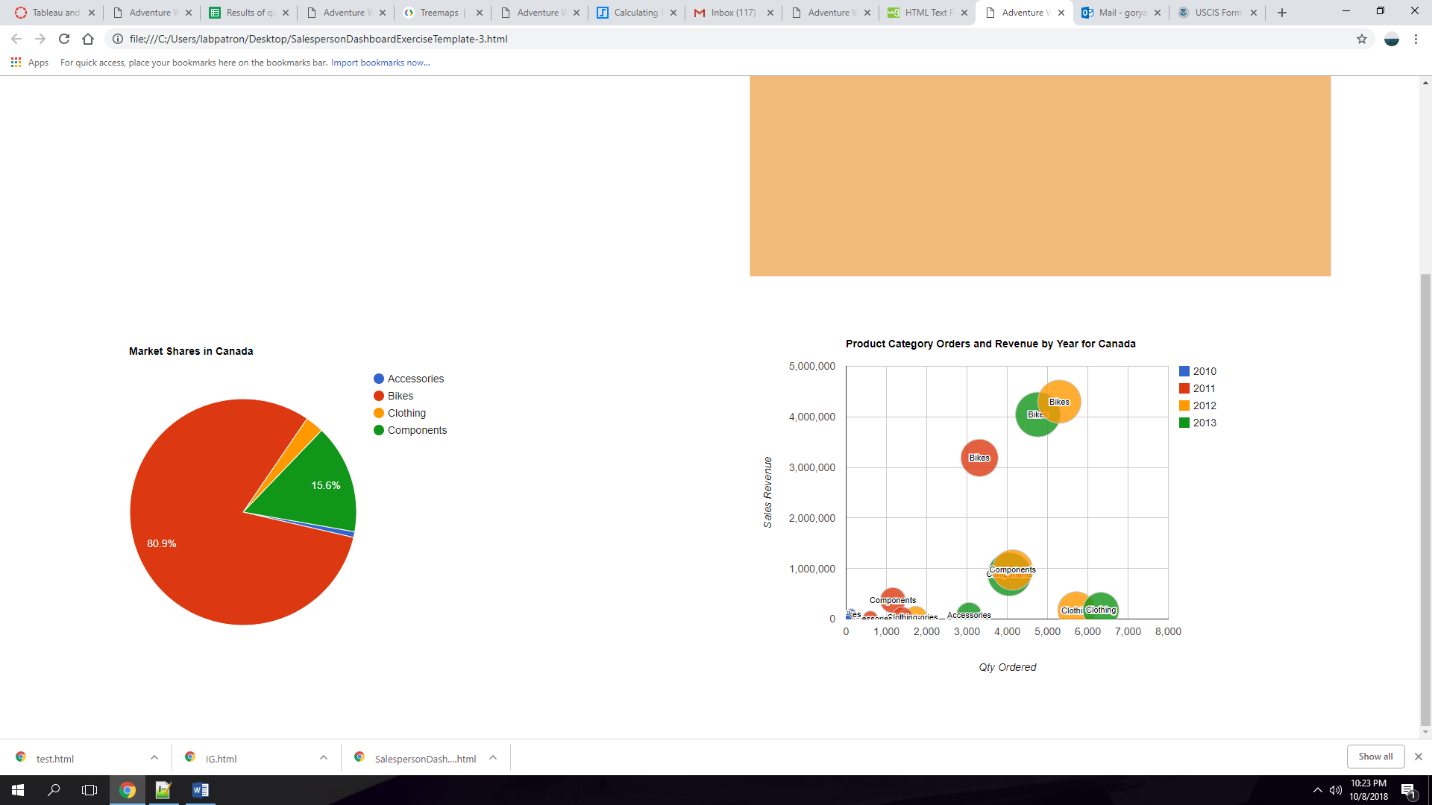 Tableau and
Adventure W
Results of q
Adventure W
Treemaps |
Adventure W
Calculating
Inbox (117)
Adventure W
HTML Text F
Adventure W
Mail - gorya
USCIS Form
file:///C:/Users/labpatron/Desktop/SalespersonDashboardExerciseTemplate-3.html
Apps For quick access, place your bookmarks here on the bookmarks bar. Import bookmarks now...
Market Shares in Canada
Accessories
Bikes
Clothing
Components
15.6%
80.9%
Product Category Orders and Revenue by Year for Canada
5,000,000
4,000,000
3,000,000
2,000,000
1,000,000
0
Sales Revenue
Bikes
Bikes
Bikes
Components
Components
Components
Accessories
Clothing
Clothing
0 1,000 2,000 3,000 4,000 5,000 6,000 7,000 8,000
Qty Ordered
2010
2011
2012
2013
test.html
IG.html
SalespersonDash....html
Show all
10:23 PM
10/8/2018
1